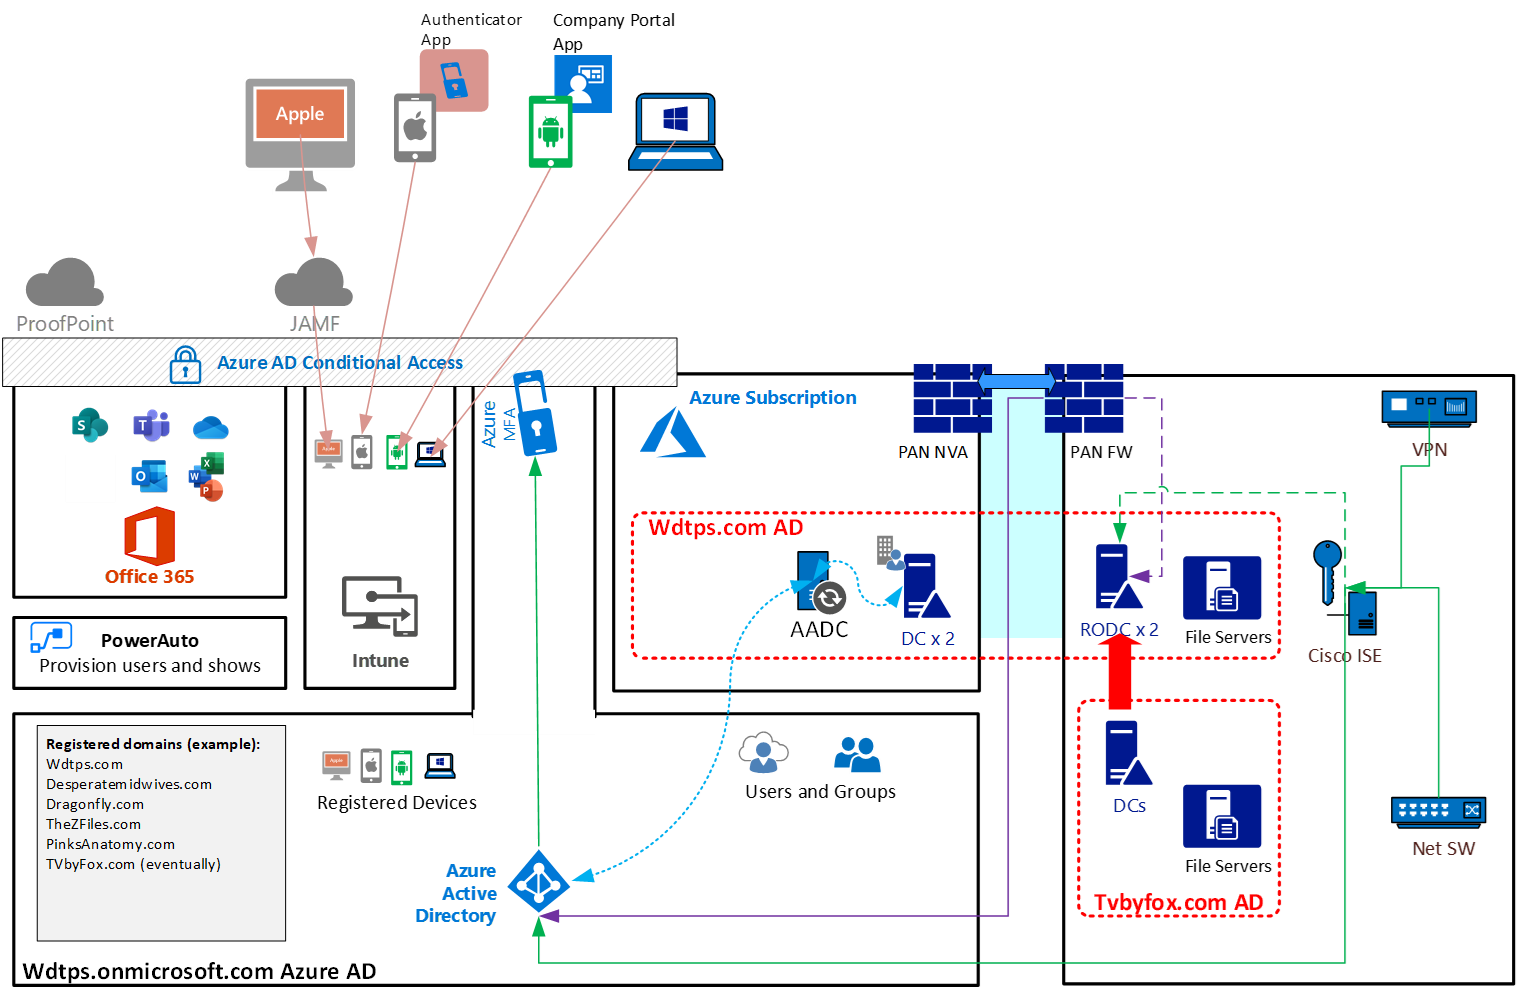 Authenticator
App
Company Portal
App
Apple
ProofPoint
JAMF
Azure AD Conditional Access
Azure
MFA
Azure Subscription
PAN NVA
PAN FW
VPN
S
T
O
X
W
P
Apple
Office 365
Wdtps.com AD
AADC
DC x 2
RODC x 2
File Servers
Cisco ISE
PowerAuto
Provision users and shows
Intune
Registered domains (example):
Wdtps.com
Desperatemidwives.com
Dragonfly.com
TheZFiles.com
PinksAnatomy.com
TVbyFox.com (eventually)
Apple
Registered Devices
Users and Groups
DCs
File Servers
Net SW
Azure
Active
Directory
Tvbyfox.com AD
Wdtps.onmicrosoft.com Azure AD